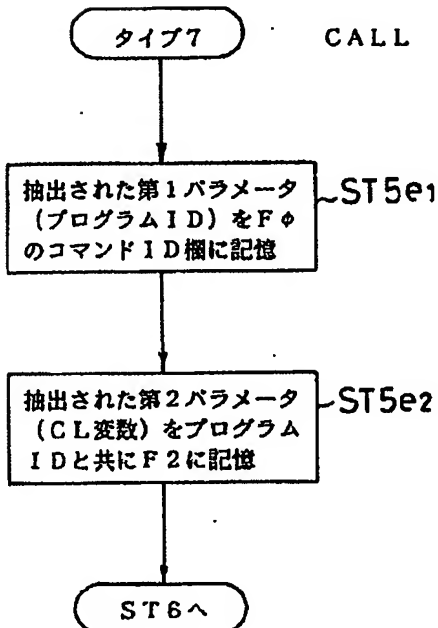 タイプ7 CALL
抽出された第1パラメータ
(プログラムID)をFφ
のコマンドID欄に記憶
~ST5e1
抽出された第2パラメータ
(CL変数)をプログラム
IDと共にF2に記憶
~ST5e2
ST6へ